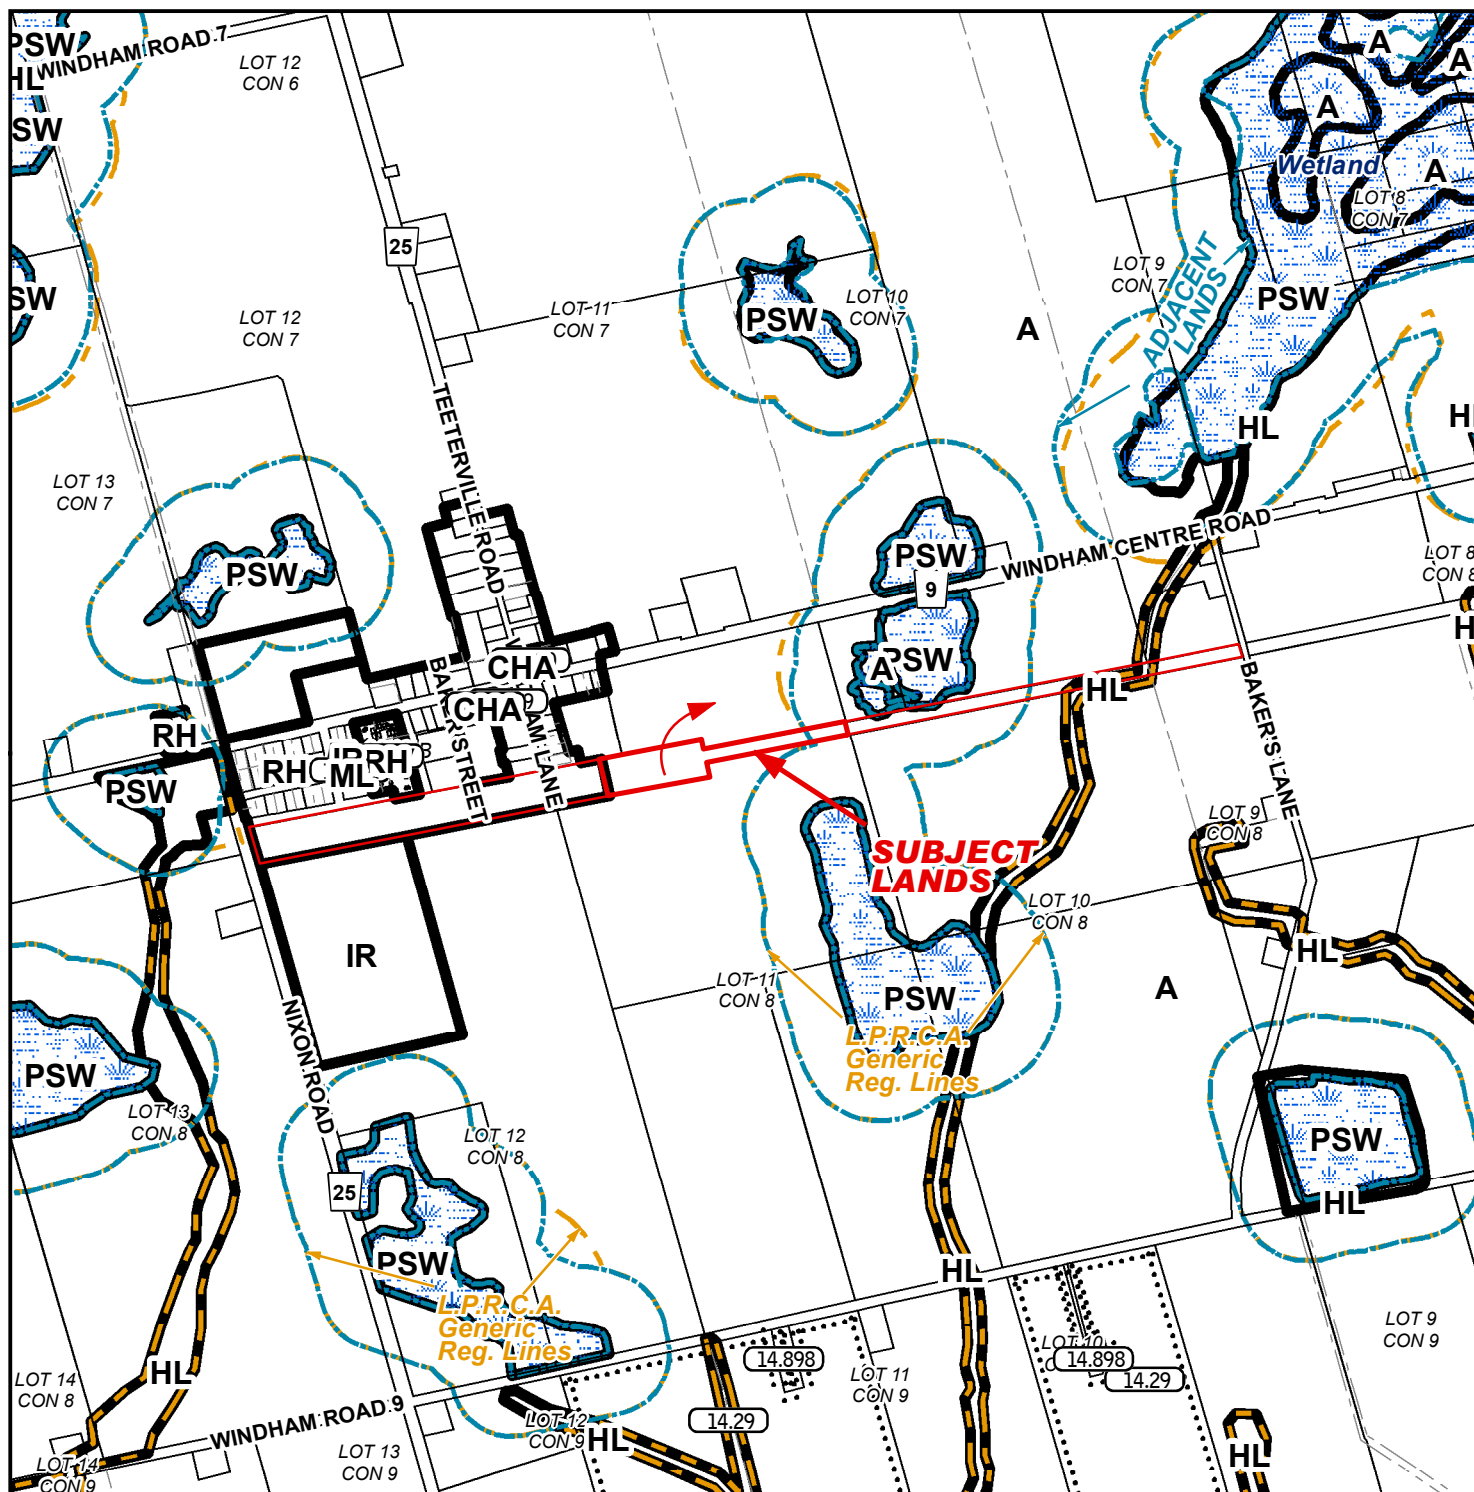 PSW
WINDHAM ROAD 7
HL
LOT 12
CON 6
A
A
A
SW
Wetland
A
LOT 8
CON 7
PSW
25
LOT 9
CON 7
ADJACENT
LANDS
SW
LOT 12
CON 7
LOT 11
CON 7
PSW
LOT 10
CON 7
A
TEETERVILLE ROAD
HL
H
LOT 13
CON 7
PSW
PSW
9
WINDHAM CENTRE ROAD
LOT 8
CON 8
H
CHA
A
PSW
BAKER STREET
CHA
HL
BAKER'S LANE
RH
RH
ML
RH
PSW
LOT 9
CON 8
SUBJECT
LANDS
LOT 10
CON 8
IR
HL
LOT 11
CON 8
PSW
A
NIXON ROAD
L.P.R.C.A.
Generic
Reg. Lines
PSW
LOT 13
CON 8
LOT 12
CON 8
PSW
25
HL
PSW
HL
L.P.R.C.A.
Generic
Reg. Lines
LOT 9
CON 9
LOT 14
CON 8
HL
14.898
LOT 10
14.898
14.29
LOT 11
CON 9
WINDHAM ROAD 9
LOT 12
CON 9
HL
14.29
LOT 13
CON 9
LOT 14
CON 9
HL